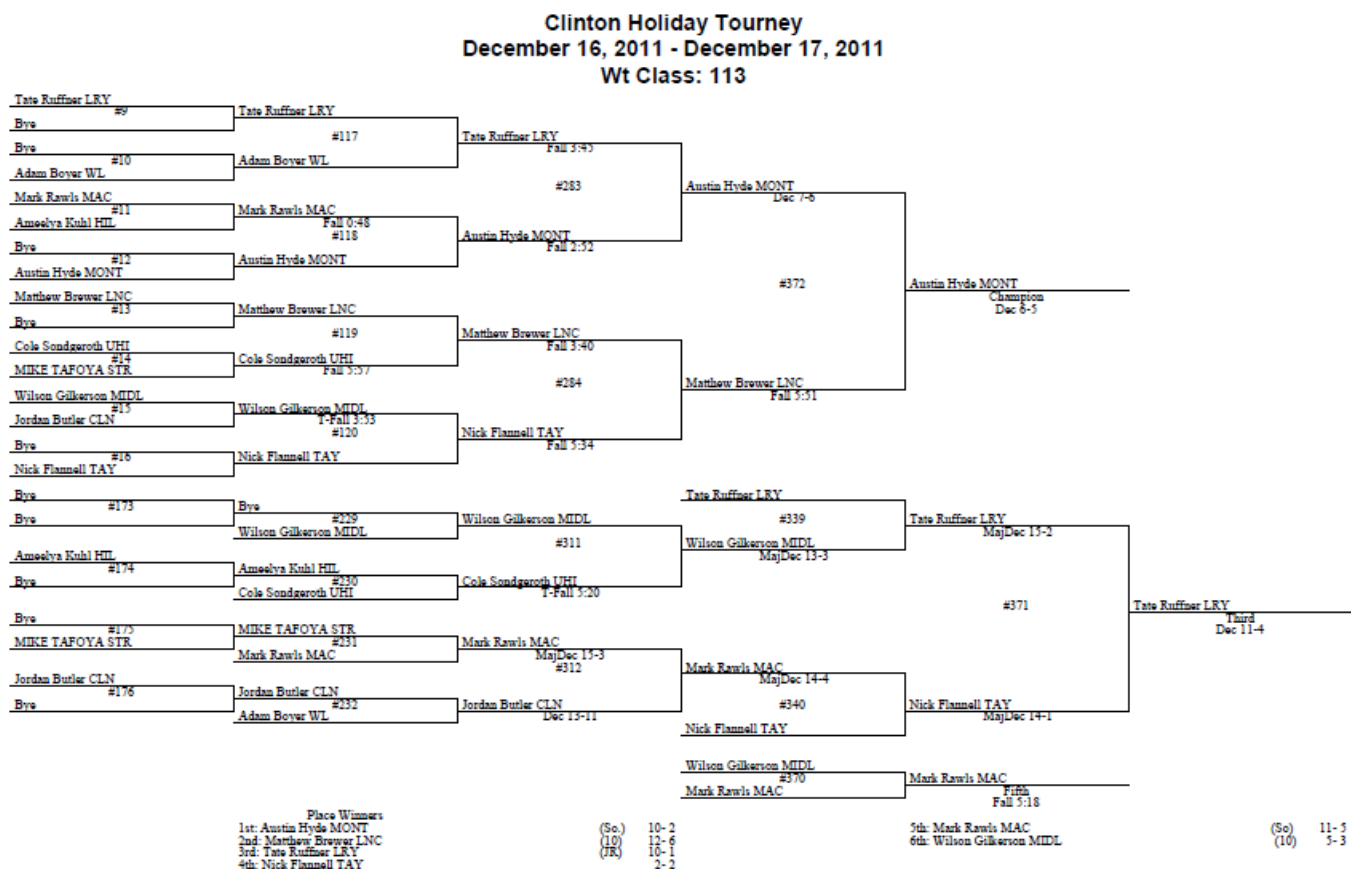 Clinton Holiday Tourney
December 16, 2011 - December 17, 2011
Wt Class: 113
Tate Ruffner LRY
#9
Bye
Bye
#10
Adam Boyer WL
Mark Rawls MAC
#11
Ameelya Kuhl HIL
Bye
#12
Austin Hyde MONT
Matthew Brewer LNC
#13
Bye
Cole Sondgeroth UHI
#14
MIKE TAFOYA STR
Wilson Gilkerson MIDL
#15
Jordan Butler CLN
Bye
#16
Nick Flannell TAY
Tate Ruffner LRY
#117
Adam Boyer WL
Mark Rawls MAC
Fall 0:48
#118
Austin Hyde MONT
Matthew Brewer LNC
#119
Cole Sondgeroth UHI
Fall 5:57
Wilson Gilkerson MIDL
T-Fall 3:53
#120
Nick Flannell TAY
Tate Ruffner LRY
Fall 3:45
#283
Austin Hyde MONT
Fall 2:52
Matthew Brewer LNC
Fall 3:40
#284
Nick Flannell TAY
Fall 5:34
Austin Hyde MONT
Dec 7-6
#372
Matthew Brewer LNC
Fall 5:51
Austin Hyde MONT
Champion
Dec 6-5
Bye
#173
Bye
Ameelya Kuhl HIL
#174
Bye
Bye
#175
MIKE TAFOYA STR
Jordan Butler CLN
#176
Bye
Bye
#229
Wilson Gilkerson MIDL
Ameelya Kuhl HIL
#230
Cole Sondgeroth UHI
MIKE TAFOYA STR
#231
Mark Rawls MAC
Jordan Butler CLN
#232
Adam Boyer WL
Wilson Gilkerson MIDL
#311
Cole Sondgeroth UHI
T-Fall 5:20
Mark Rawls MAC
MajDec 15-3
#312
Jordan Butler CLN
Dec 13-11
Tate Ruffner LRY
#339
Wilson Gilkerson MIDL
MajDec 13-3
Mark Rawls MAC
MajDec 14-4
#340
Nick Flannell TAY
Tate Ruffner LRY
MajDec 15-2
#371
Nick Flannell TAY
MajDec 14-1
Tate Ruffner LRY
Third
Dec 11-4
Wilson Gilkerson MIDL
#370
Mark Rawls MAC
Mark Rawls MAC
Fifth
Fall 5:18
Place Winners
1st: Austin Hyde MONT (So.) 10- 2
2nd: Matthew Brewer LNC (10) 12- 6
3rd: Tate Ruffner LRY (JR) 10- 1
4th: Nick Flannell TAY 2- 2
5th: Mark Rawls MAC (So) 11- 5
6th: Wilson Gilkerson MIDL (10) 5- 3